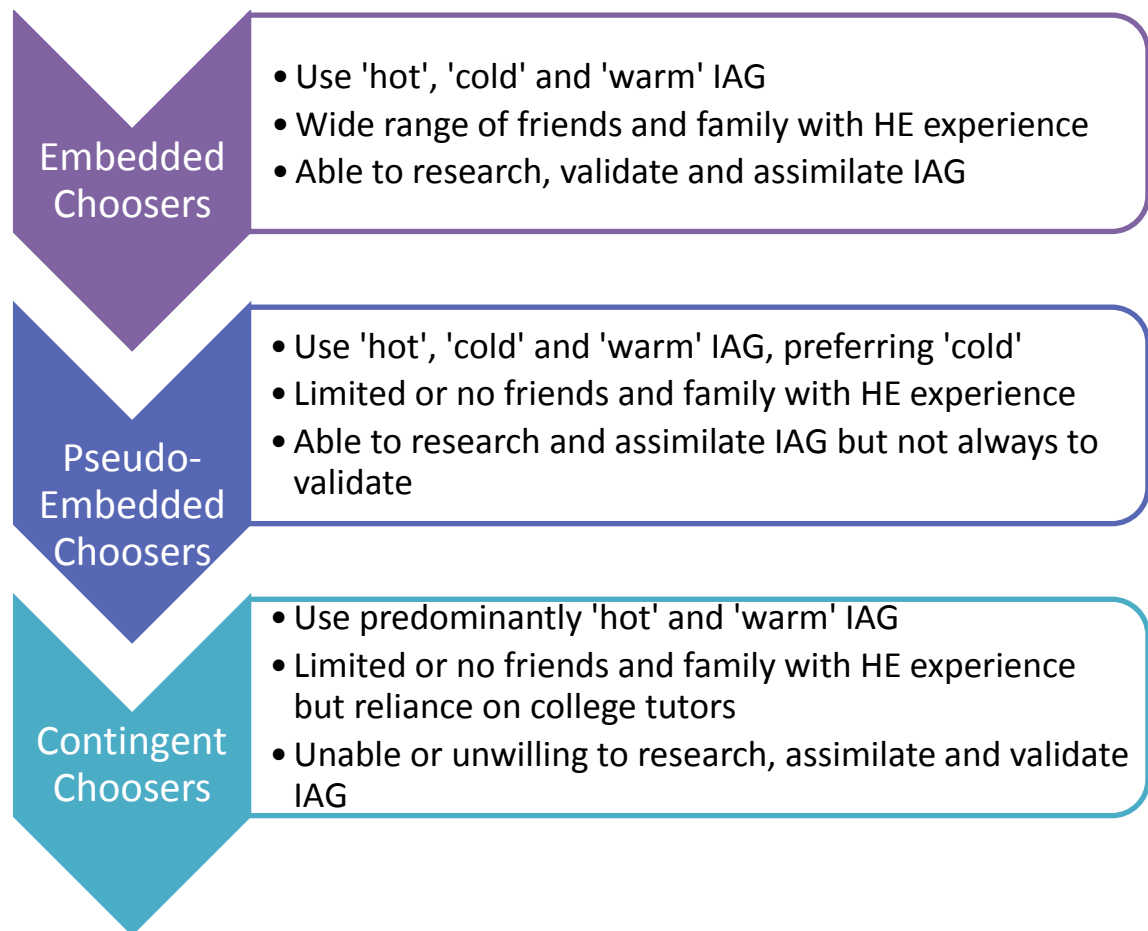 Embedded
Choosers
• Use 'hot', 'cold' and 'warm' IAG
• Wide range of friends and family with HE experience
• Able to research, validate and assimilate IAG
Pseudo-
Embedded
Choosers
• Use 'hot', 'cold' and 'warm' IAG, preferring 'cold'
• Limited or no friends and family with HE experience
• Able to research and assimilate IAG but not always to
validate
Contingent
Choosers
• Use predominantly 'hot' and 'warm' IAG
• Limited or no friends and family with HE experience
but reliance on college tutors
• Unable or unwilling to research, assimilate and validate
IAG